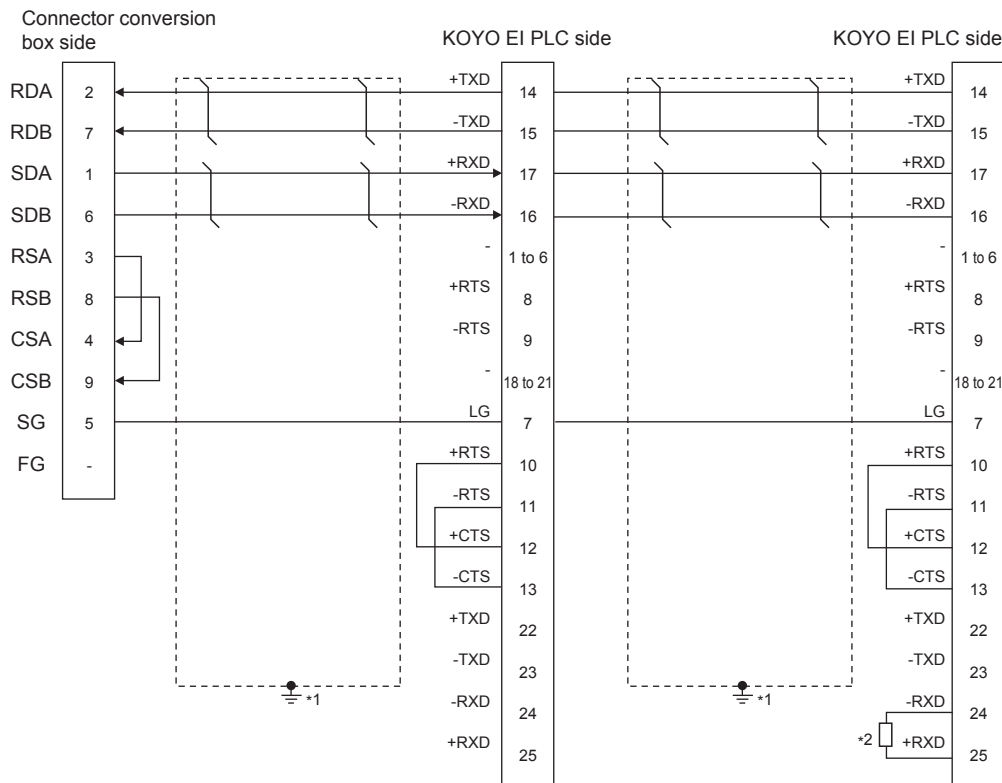 Connector conversion
box side
KOYO EI PLC side
KOYO EI PLC side
RDA 2 +TXD 14 +TXD 14
RDB 7 -TXD 15 -TXD 15
SDA 1 +RXD 17 +RXD 17
SDB 6 -RXD 16 -RXD 16
RSA 3 - 1 to 6 - 1 to 6
RSB 8 +RTS 8 +RTS 8
CSA 4 -RTS 9 -RTS 9
CSB 9 - 18 to 21 - 18 to 21
SG 5 LG 7 LG 7
FG - +RTS 10 +RTS 10
-RTS 11 -RTS 11
+CTS 12 +CTS 12
-CTS 13 -CTS 13
+TXD 22 +TXD 22
-TXD 23 -TXD 23
*1 -RXD 24 *1 -RXD 24
+RXD 25 *2 +RXD 25